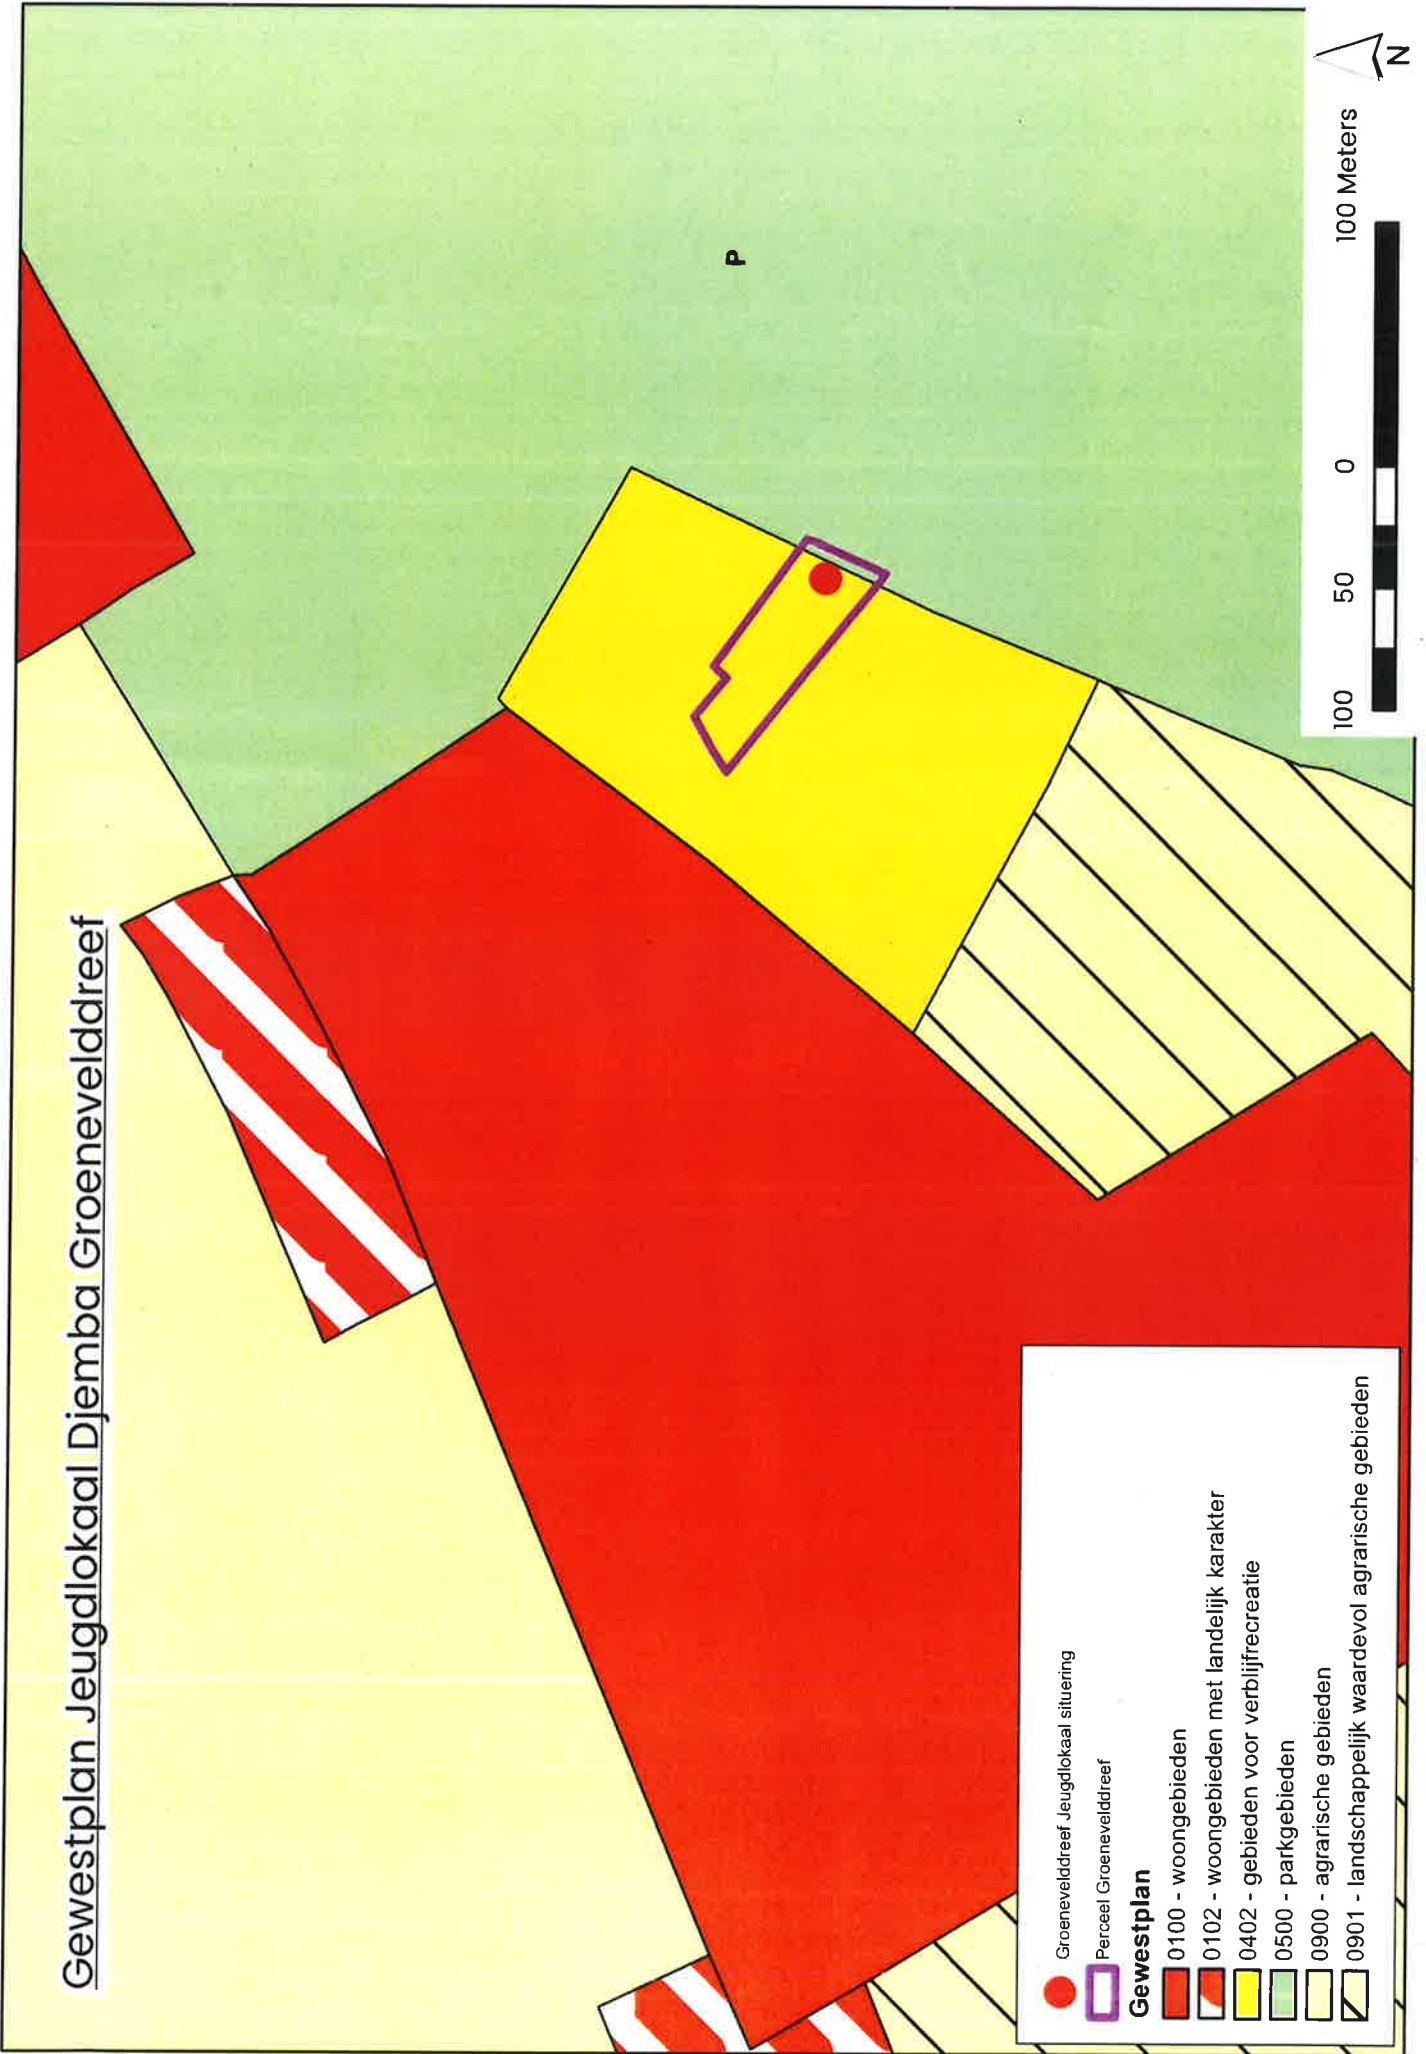 Gewestplan Jeugdlokaal Djemba Groenevelddreef
P
Groenevelddreef Jeugdlokaal situering
Perceel Groenevelddreef
Gewestplan
0100 - woongebieden
0102 - woongebieden met landelijk karakter
0402 - gebieden voor verblijfrecreatie
0500 - parkgebieden
0900 - agrarische gebieden
0901 - landschappelijk waardevol agrarische gebieden
100 50 0 100 Meters
N